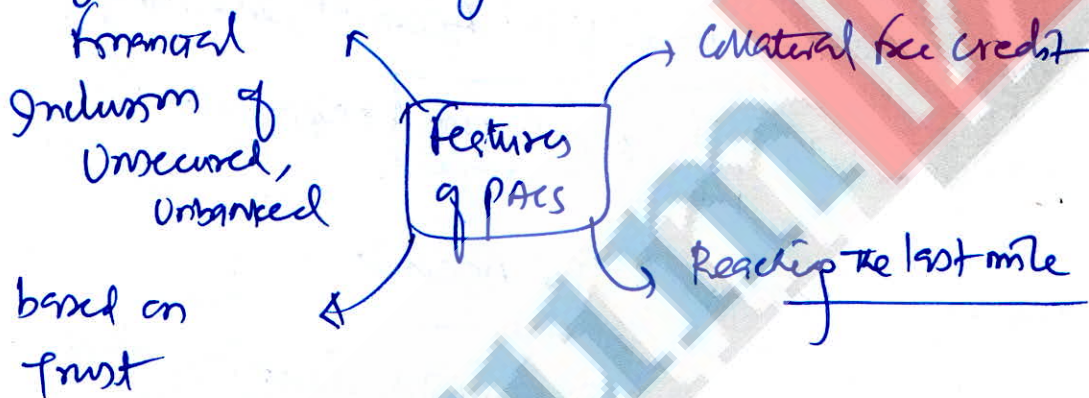 Financial
Inclusion of
Unsecured,
Unbanked
Collateral free credit
Features
of PACS
based on
Trust
Reaching the last mile